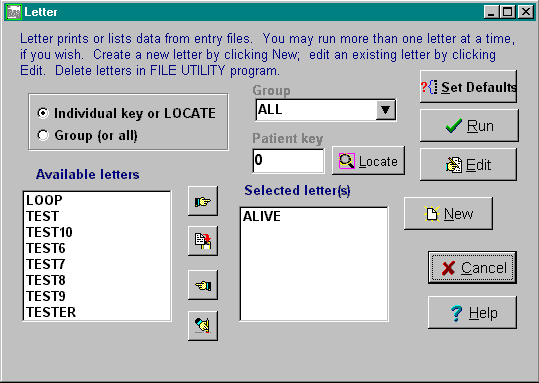 Letter
Letter prints or lists data from entry files. You may run more than one letter at a time,
if you wish. Create a new letter by clicking New; edit an existing letter by clicking
Edit. Delete letters in FILE UTILITY program.
Individual key or LOCATE
Group (or all)
Group
ALL
Patient key
0
Locate
Set Defaults
Run
Edit
Available letters
LOOP
TEST
TEST10
TEST6
TEST7
TEST8
TEST9
TESTER
Selected letter(s)
ALIVE
New
Cancel
Help